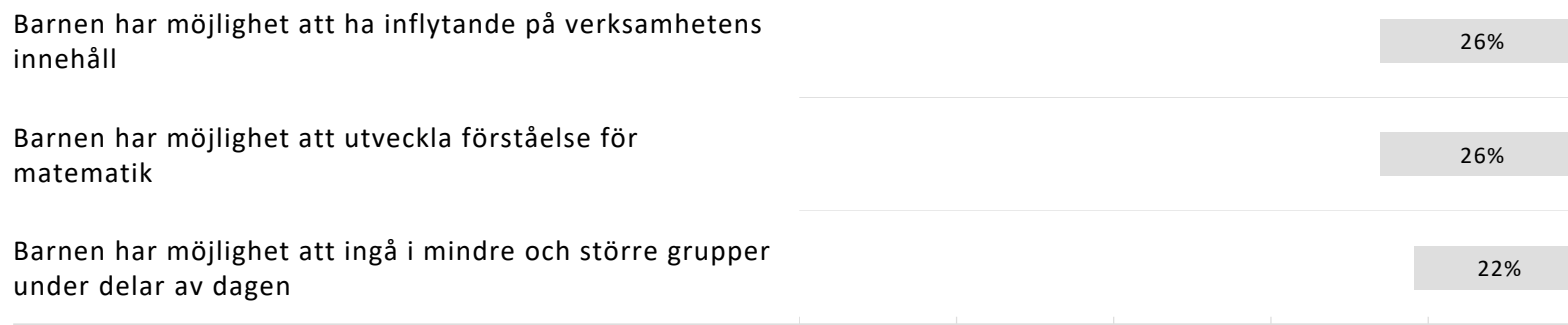 Barnen har möjlighet att ha inflytande på verksamhetens
innehåll
26%
Barnen har möjlighet att utveckla förståelse för
matematik
26%
Barnen har möjlighet att ingå i mindre och större grupper
under delar av dagen
22%